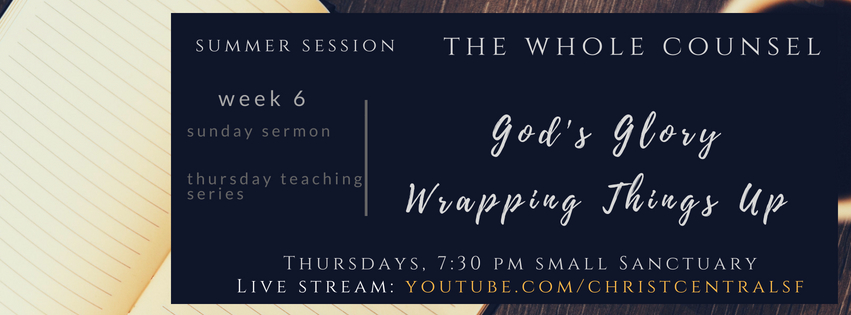 SUMMER SESSION
THE WHOLE COUNSEL
week 6
sunday sermon
God's Glory
thursday teaching
series
Wrapping Things Up
THURSDAYS, 7:30 PM SMALL SANCTUARY
LIVE STREAM: YOUTUBE.COM/CHRISTCENTRALSF